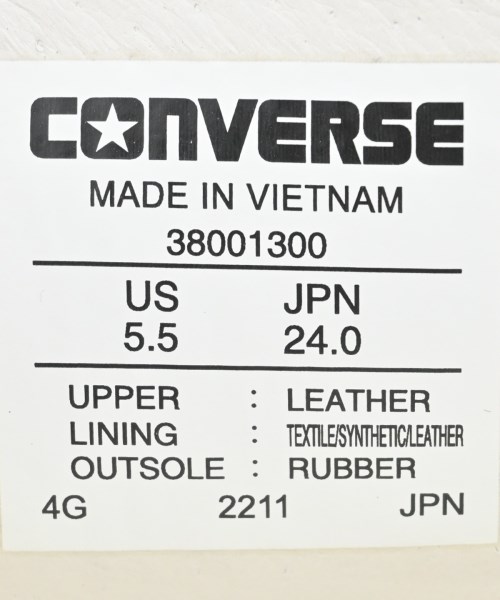 CONVERSE
MADE IN VIETNAM
38001300
US JPN
5.5 24.0
UPPER : LEATHER
LINING : TEXTILE/SYNTHETIC/LEATHER
OUTSOLE : RUBBER
4G 2211 JPN